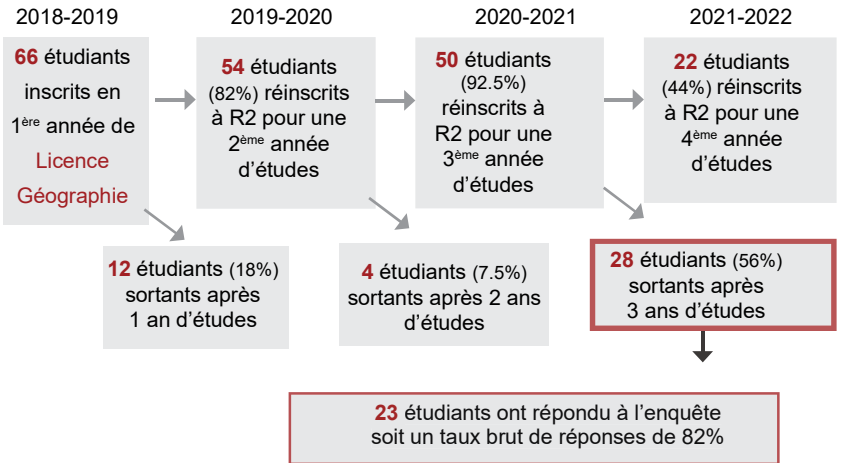 2018-2019
2019-2020
2020-2021
2021-2022
66 étudiants
inscrits en
1ère année de
Licence
Géographie
54 étudiants
(82%) réinscrits
à R2 pour une
2ème année
d'études
50 étudiants
(92.5%)
réinscrits à
R2 pour une
3ème année
d'études
22 étudiants
(44%) réinscrits
à R2 pour une
4ème année
d'études
12 étudiants (18%)
sortants après
1 an d'études
4 étudiants (7.5%)
sortants après 2 ans
d'études
28 étudiants (56%)
sortants après
3 ans d'études
23 étudiants ont répondu à l'enquête
soit un taux brut de réponses de 82%